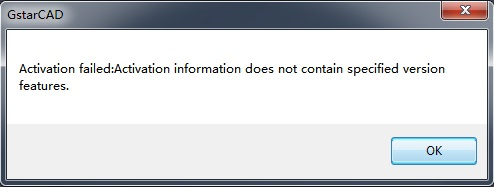 GstarCAD
Activation failed:Activation information does not contain specified version
features.
OK